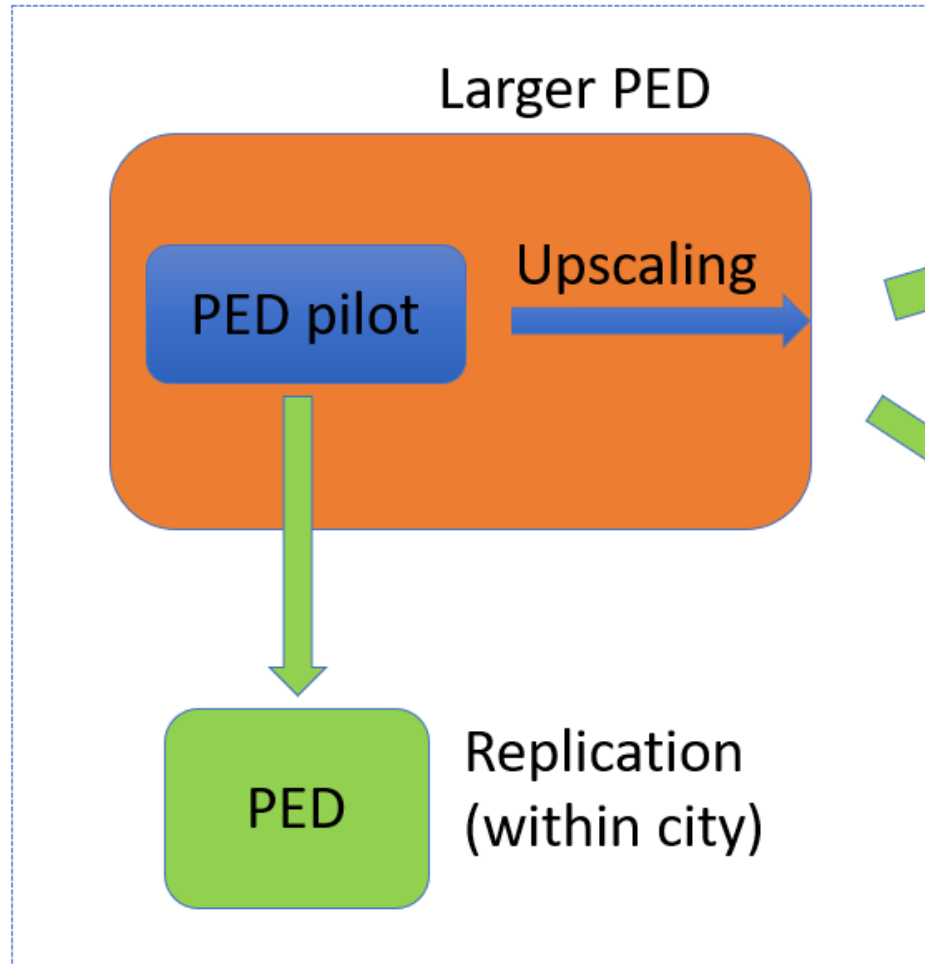 Larger PED
Upscaling
PED pilot
PED
Replication
(within city)